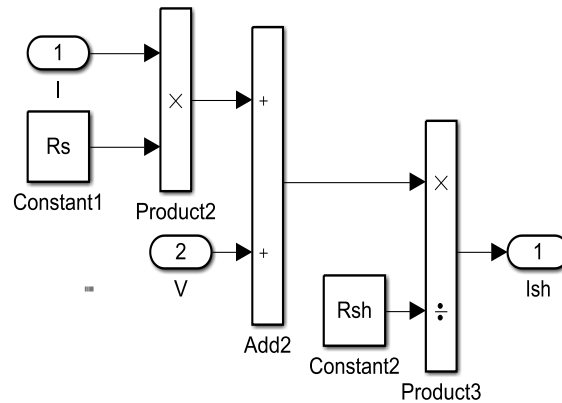 1
I
Rs
Constant1
×
Product2
2
V
+
+
Add2
Rsh
Constant2
×
÷
Product3
1
Ish